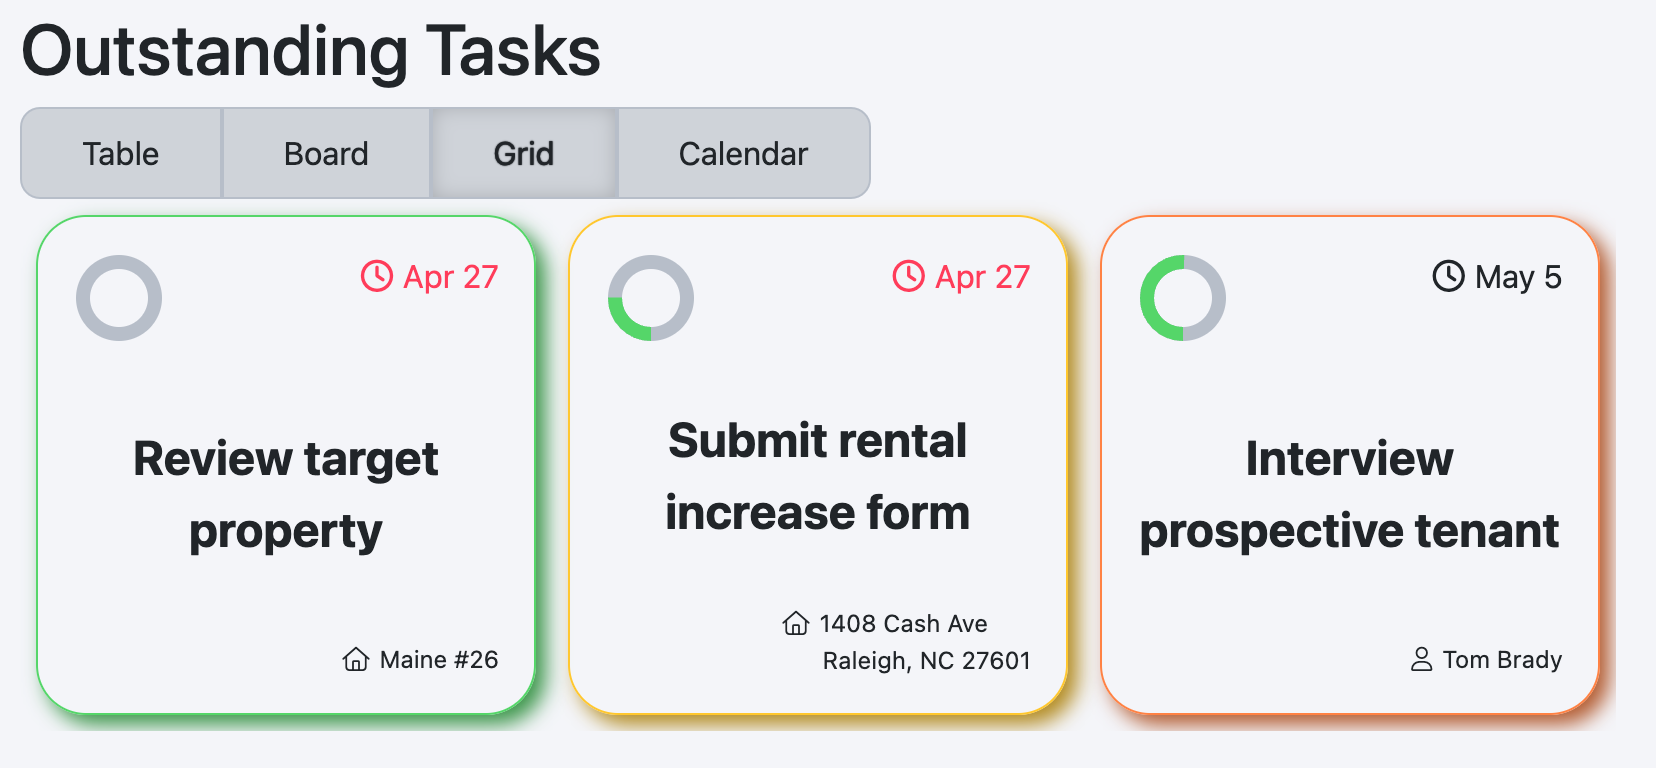 Outstanding Tasks
Table
Board
Grid
Calendar
Apr 27
Review target
property
Maine #26
Apr 27
Submit rental
increase form
1408 Cash Ave
Raleigh, NC 27601
May 5
Interview
prospective tenant
Tom Brady